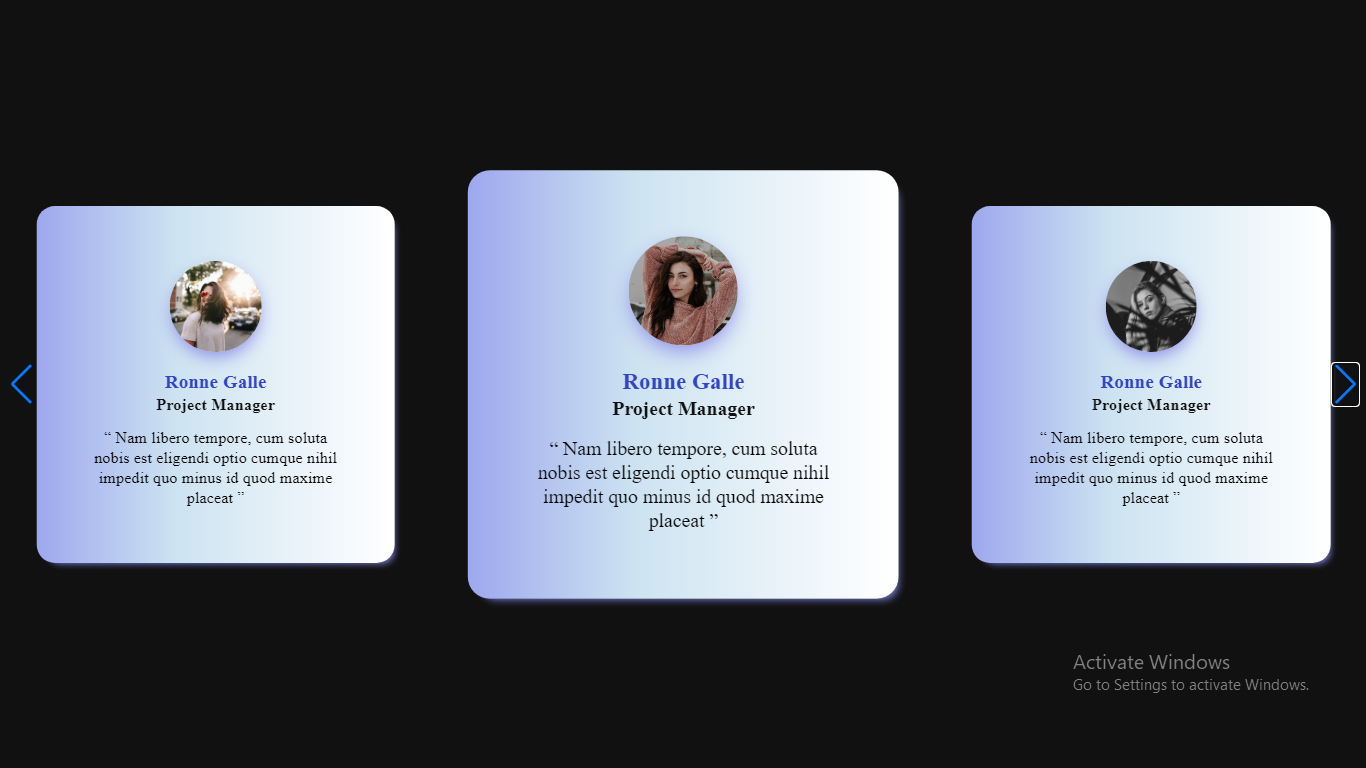 Ronne Galle
Project Manager
“ Nam libero tempore, cum soluta
nobis est eligendi optio cumque nihil
impedit quo minus id quod maxime
placeat ”
Ronne Galle
Project Manager
“ Nam libero tempore, cum soluta
nobis est eligendi optio cumque nihil
impedit quo minus id quod maxime
placeat ”
Ronne Galle
Project Manager
“ Nam libero tempore, cum soluta
nobis est eligendi optio cumque nihil
impedit quo minus id quod maxime
placeat ”
Activate Windows
Go to Settings to activate Windows.